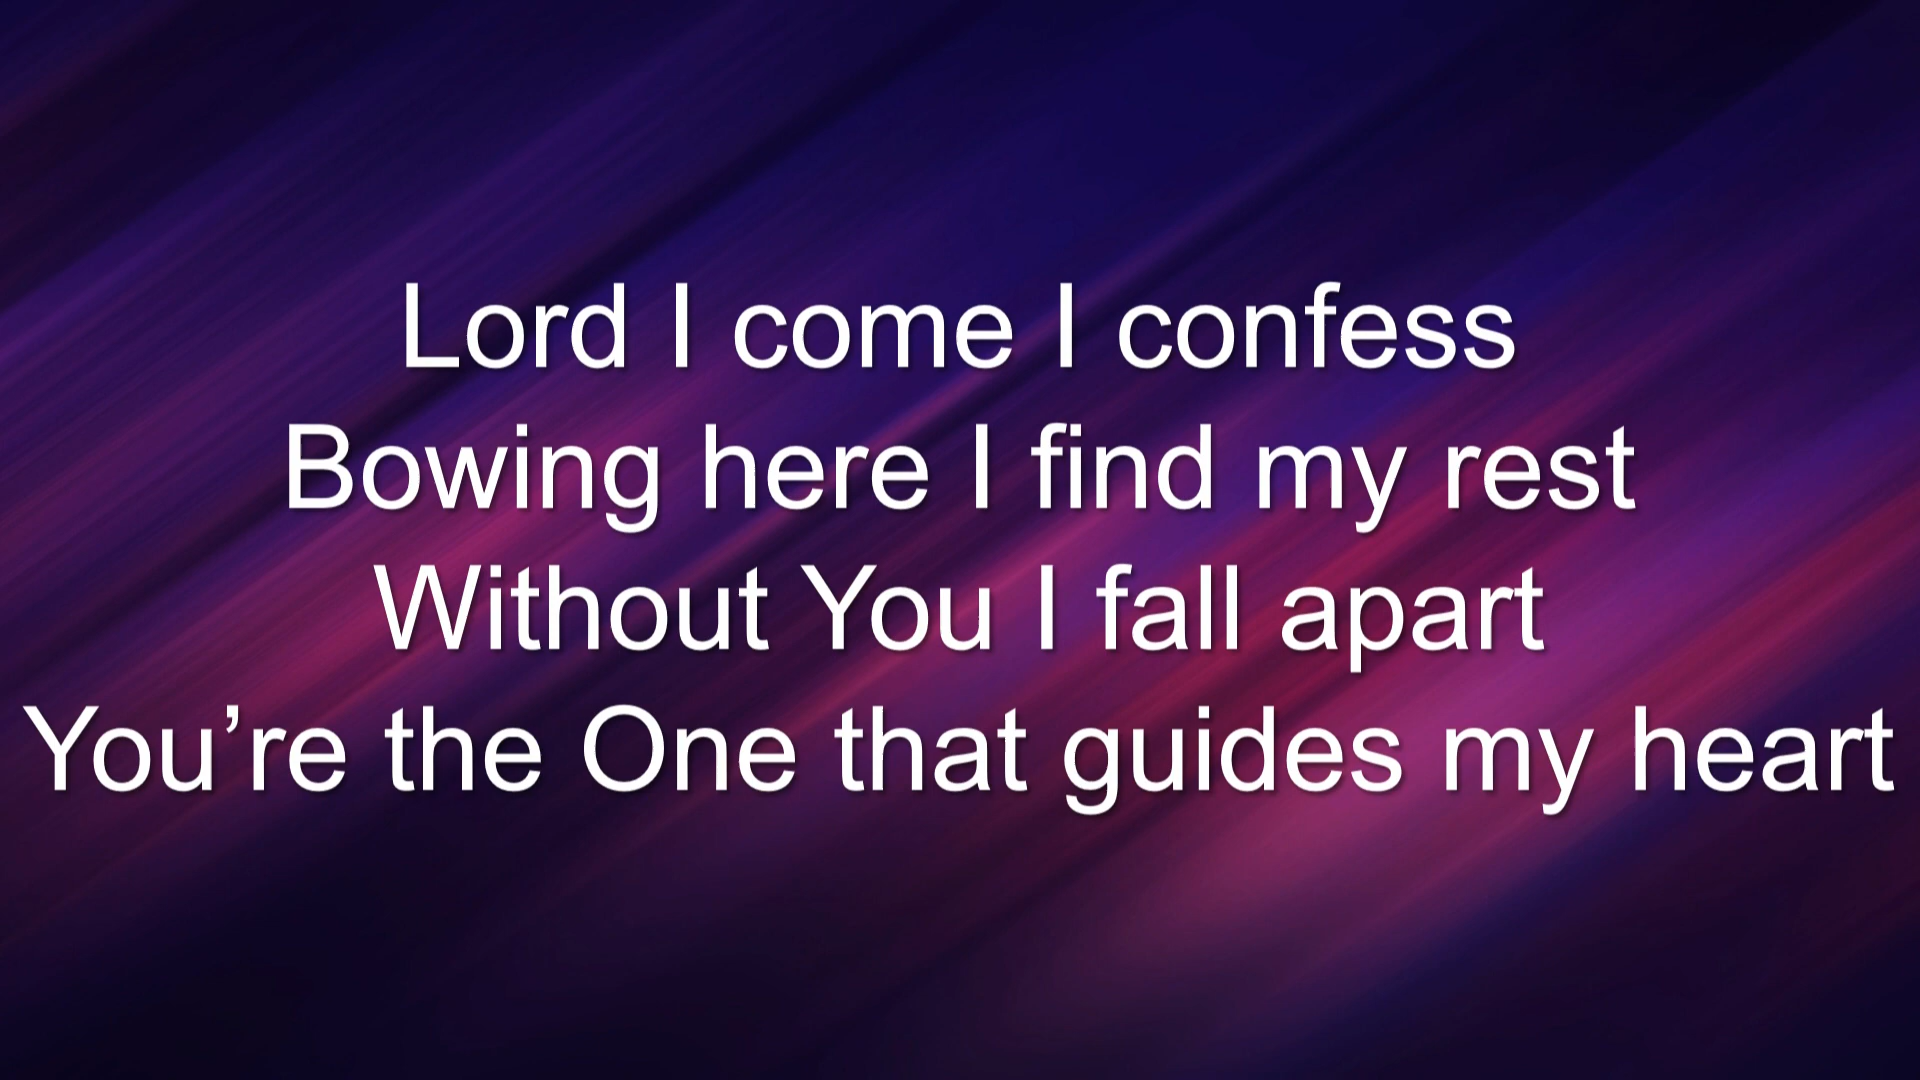 Lord I come I confess
Bowing here I find my rest
Without You I fall apart
You’re the One that guides my heart